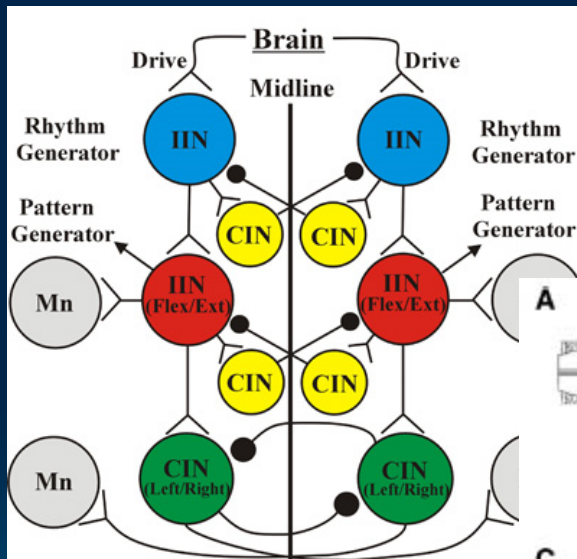 Brain
Drive
Drive
Midline
Rhythm
Generator
IIN
IIN
Rhythm
Generator
Pattern
Generator
CIN
CIN
Pattern
Generator
Mn
IIN
(Flex/Ext)
IIN
(Flex/Ext)
A
CIN
CIN
Mn
CIN
(Left/Right)
CIN
(Left/Right)